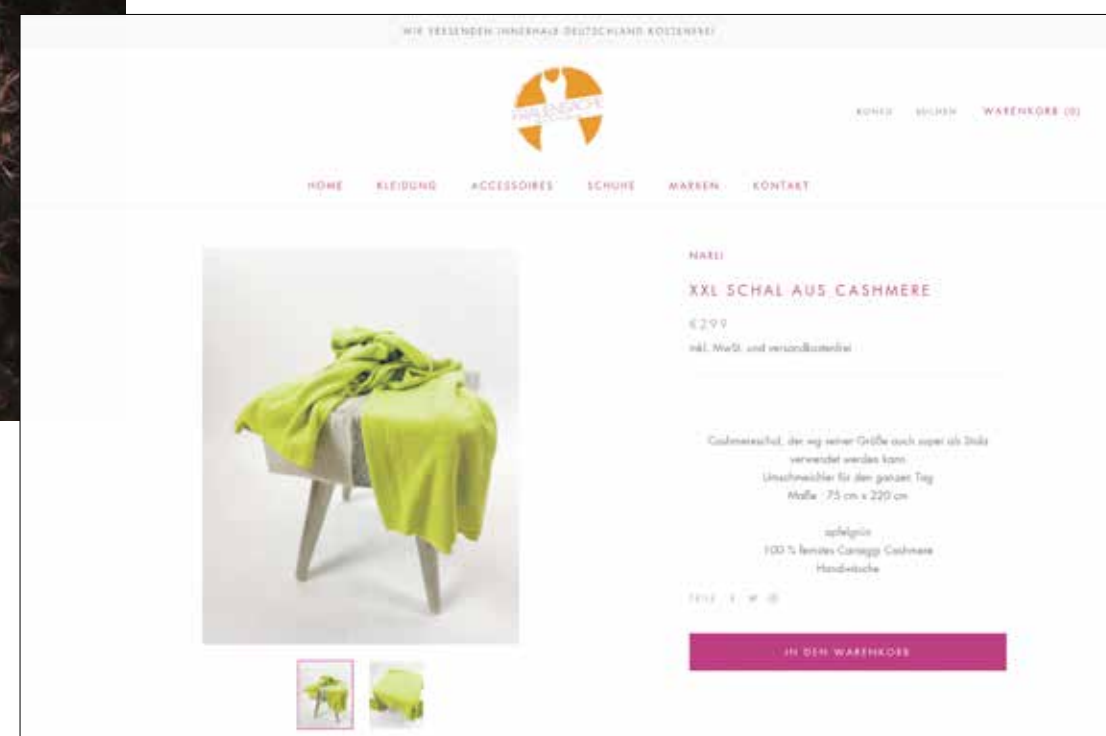 WIR VERSENDEN INNERHALB DEUTSCHLAND KOSTENFREI
FRAUENSACHE
KONTO SUCHEN WARENKORB (0)
HOME KLEIDUNG ACCESSOIRES SCHUHE MARKEN KONTAKT
XXL SCHAL AUS CASHMERE
€299
inkl. MwSt. und versandkostenfrei
Cashmereschal, der wg seiner Größe auch super als Stola
verwendet werden kann
Umschmeichler für den ganzen Tag
Maße : 75 cm x 220 cm
apfelgrün
100 % feinstes Cashmere
Handwäsche
TEILE
IN DEN WARENKORB